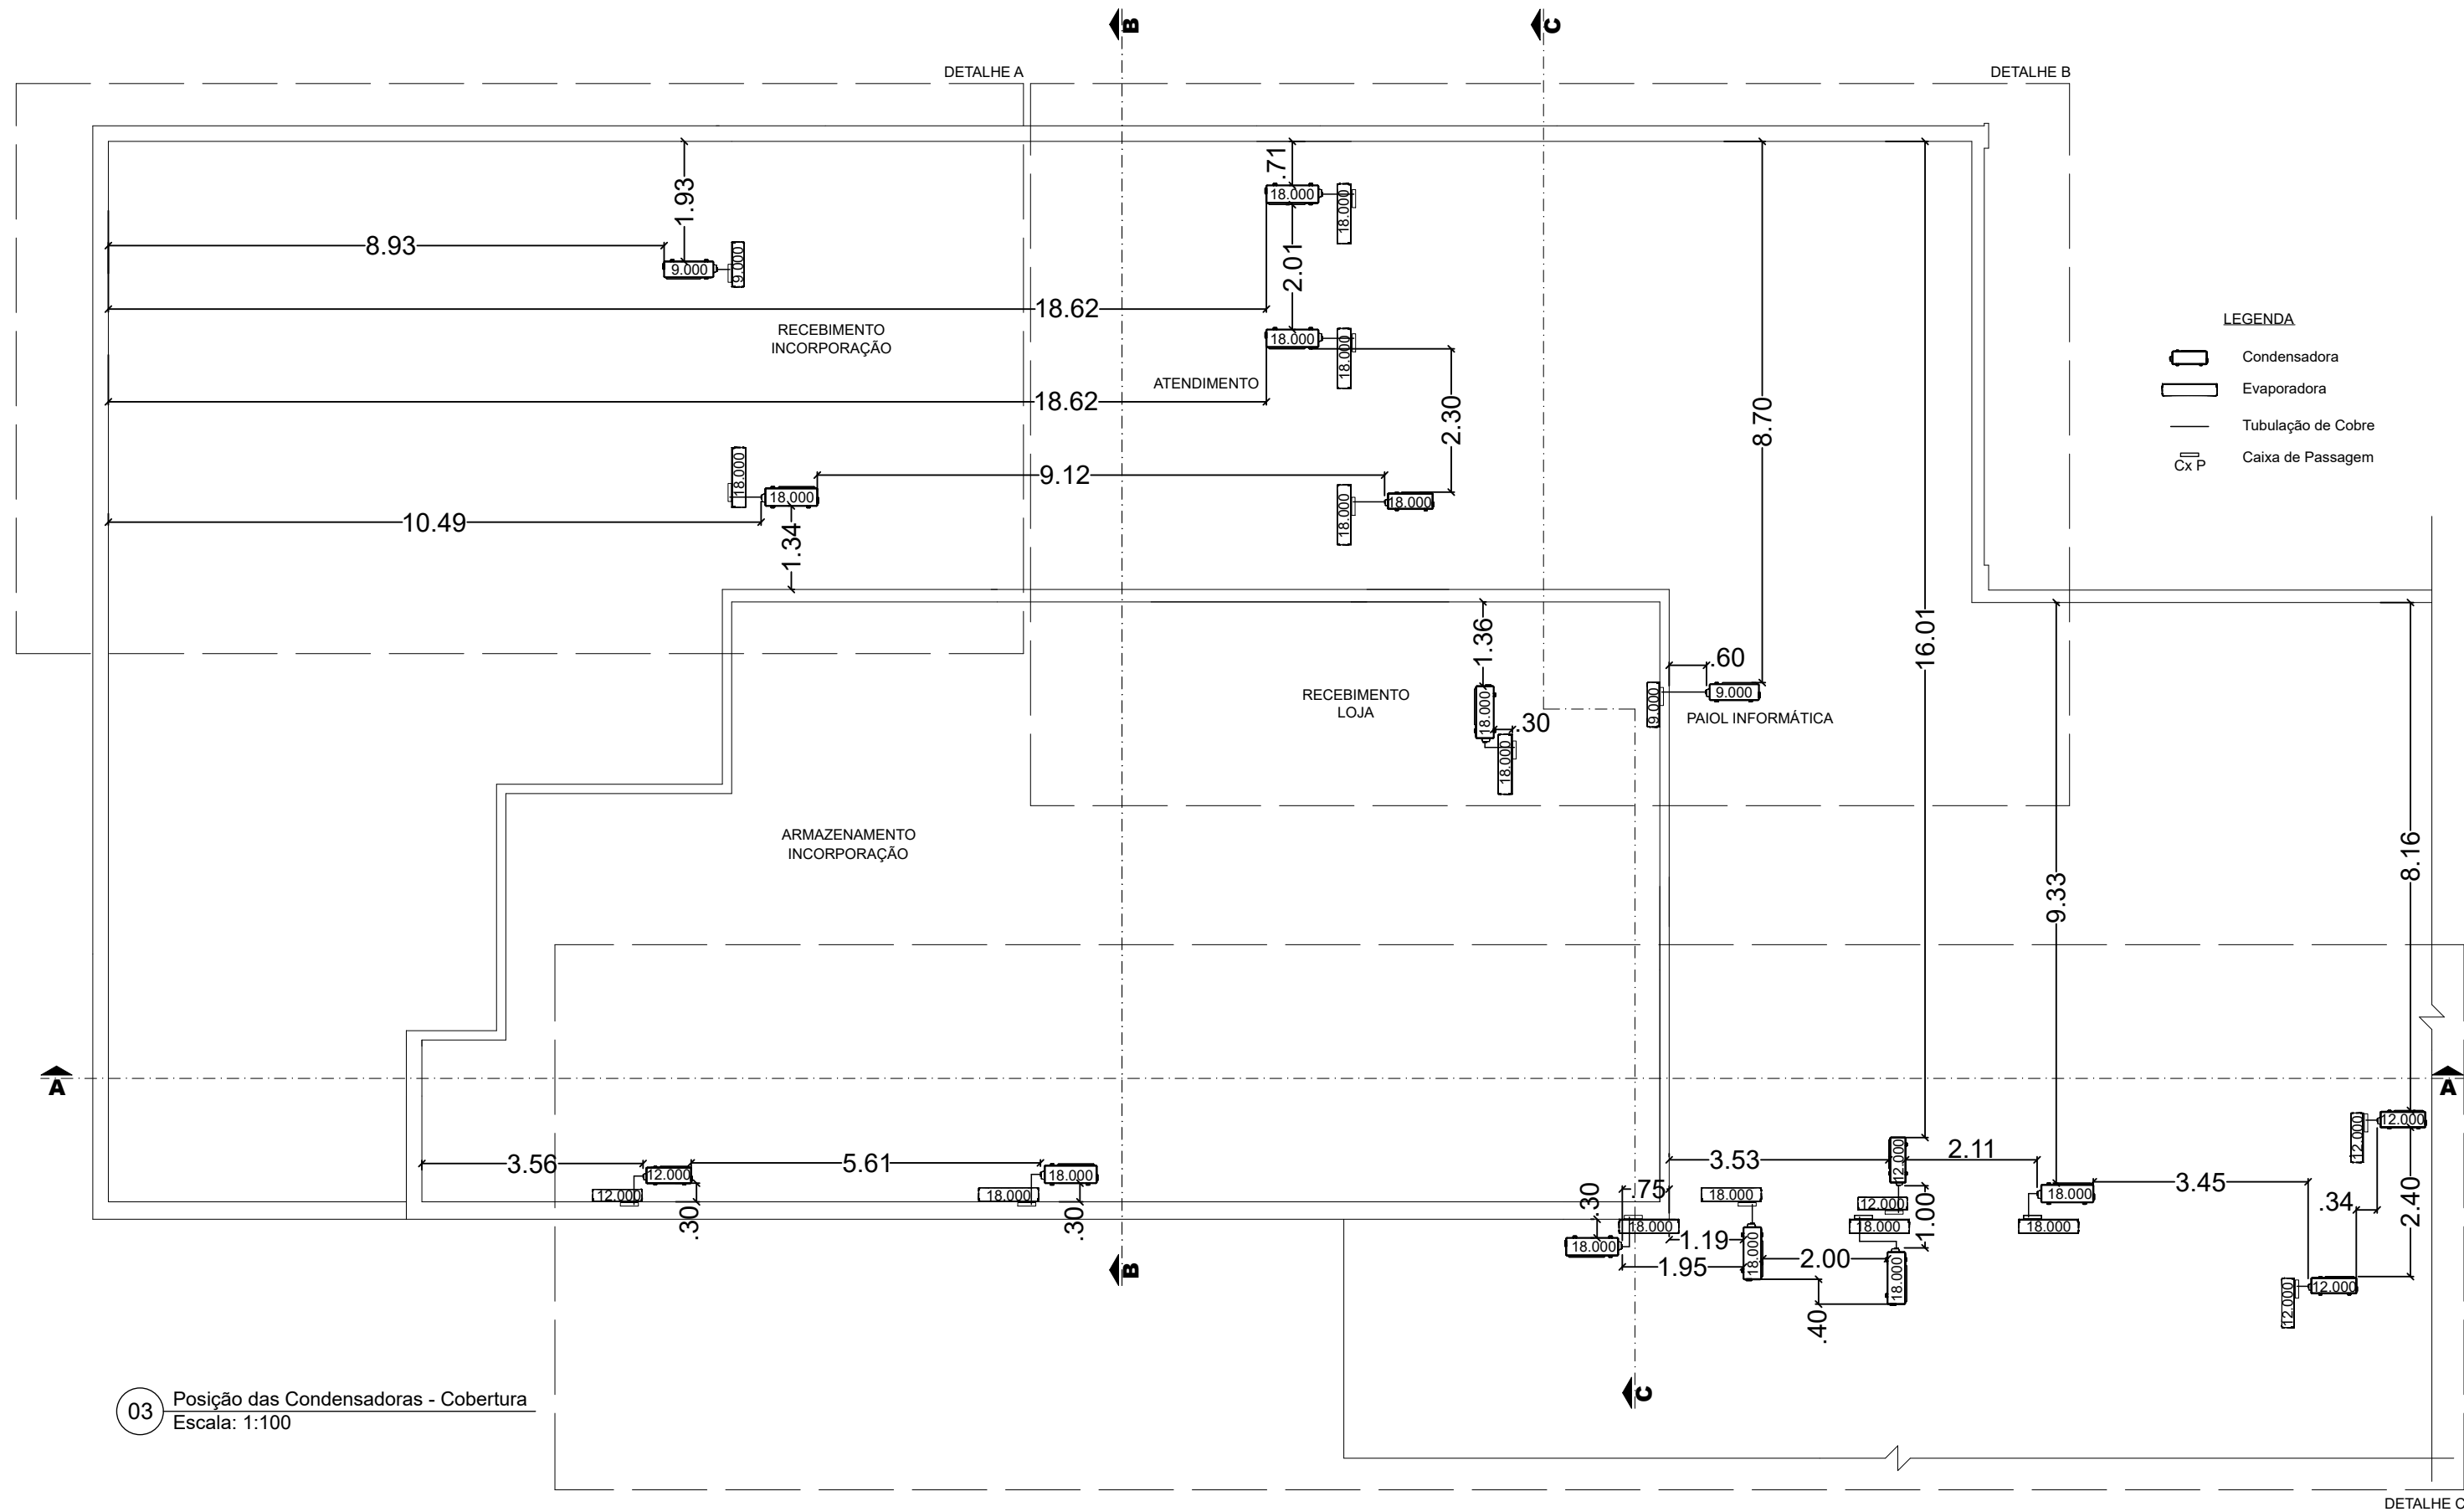 B
C
DETALHE A
DETALHE B
.71
1.93
18.000
18.000
8.93
9.000
9.000
2.01
18.62
LEGENDA
RECEBIMENTO
INCORPORAÇÃO
18.000
18.000
Condensadora
ATENDIMENTO
Evaporadora
18.62
2.30
8.70
Tubulação de Cobre
Cx P
Caixa de Passagem
9.12
18.000
18.000
18.000
18.000
10.49
1.34
1.36
16.01
.60
RECEBIMENTO
LOJA
9.000
9.000
PAIOL INFORMÁTICA
18.000
.30
18.000
ARMAZENAMENTO
INCORPORAÇÃO
8.16
9.33
A
A
12.000
12.000
3.56
5.61
3.53
12.000
2.11
12.000
18.000
12.000
18.000
.30
.75
18.000
12.000
18.000
3.45
.34
2.40
.30
.30
18.000
18.000
1.00
18.000
18.000
1.19
18.000
2.00
1.95
18.000
12.000
12.000
B
.40
C
03
Posição das Condensadoras - Cobertura
Escala: 1:100
DETALHE C